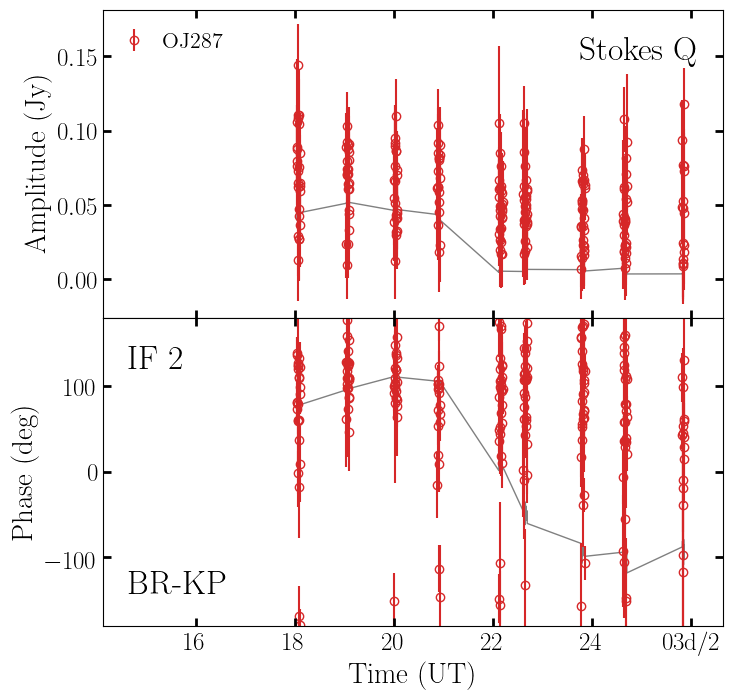 OJ287
Stokes Q
0.15
0.10
0.05
0.00
Amplitude (Jy)
IF 2
100
0
−100
Phase (deg)
BR-KP
16 18 20 22 24 03d/2
Time (UT)